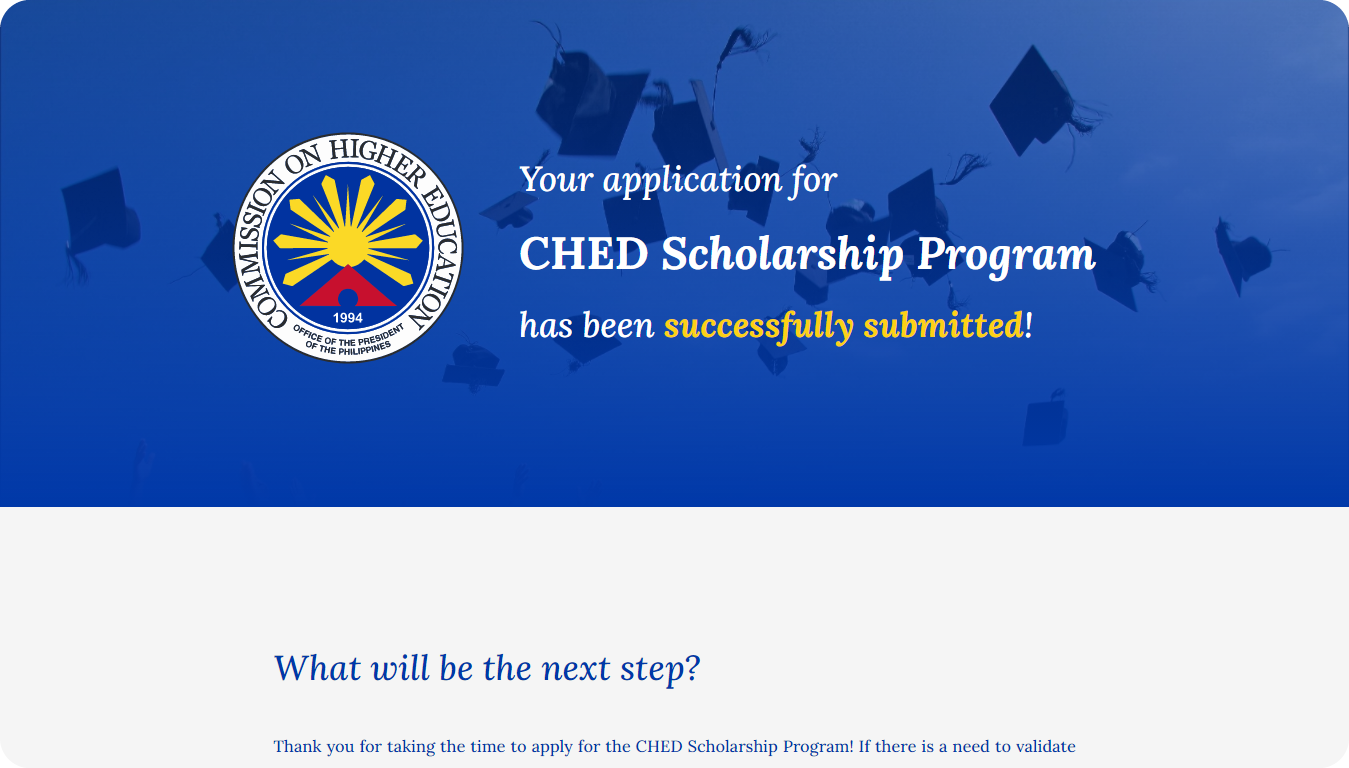 COMMISSION ON HIGHER EDUCATION
1994
OFFICE OF THE PRESIDENT
OF THE PHILIPPINES
Your application for
CHED Scholarship Program
has been successfully submitted!
What will be the next step?
Thank you for taking the time to apply for the CHED Scholarship Program! If there is a need to validate